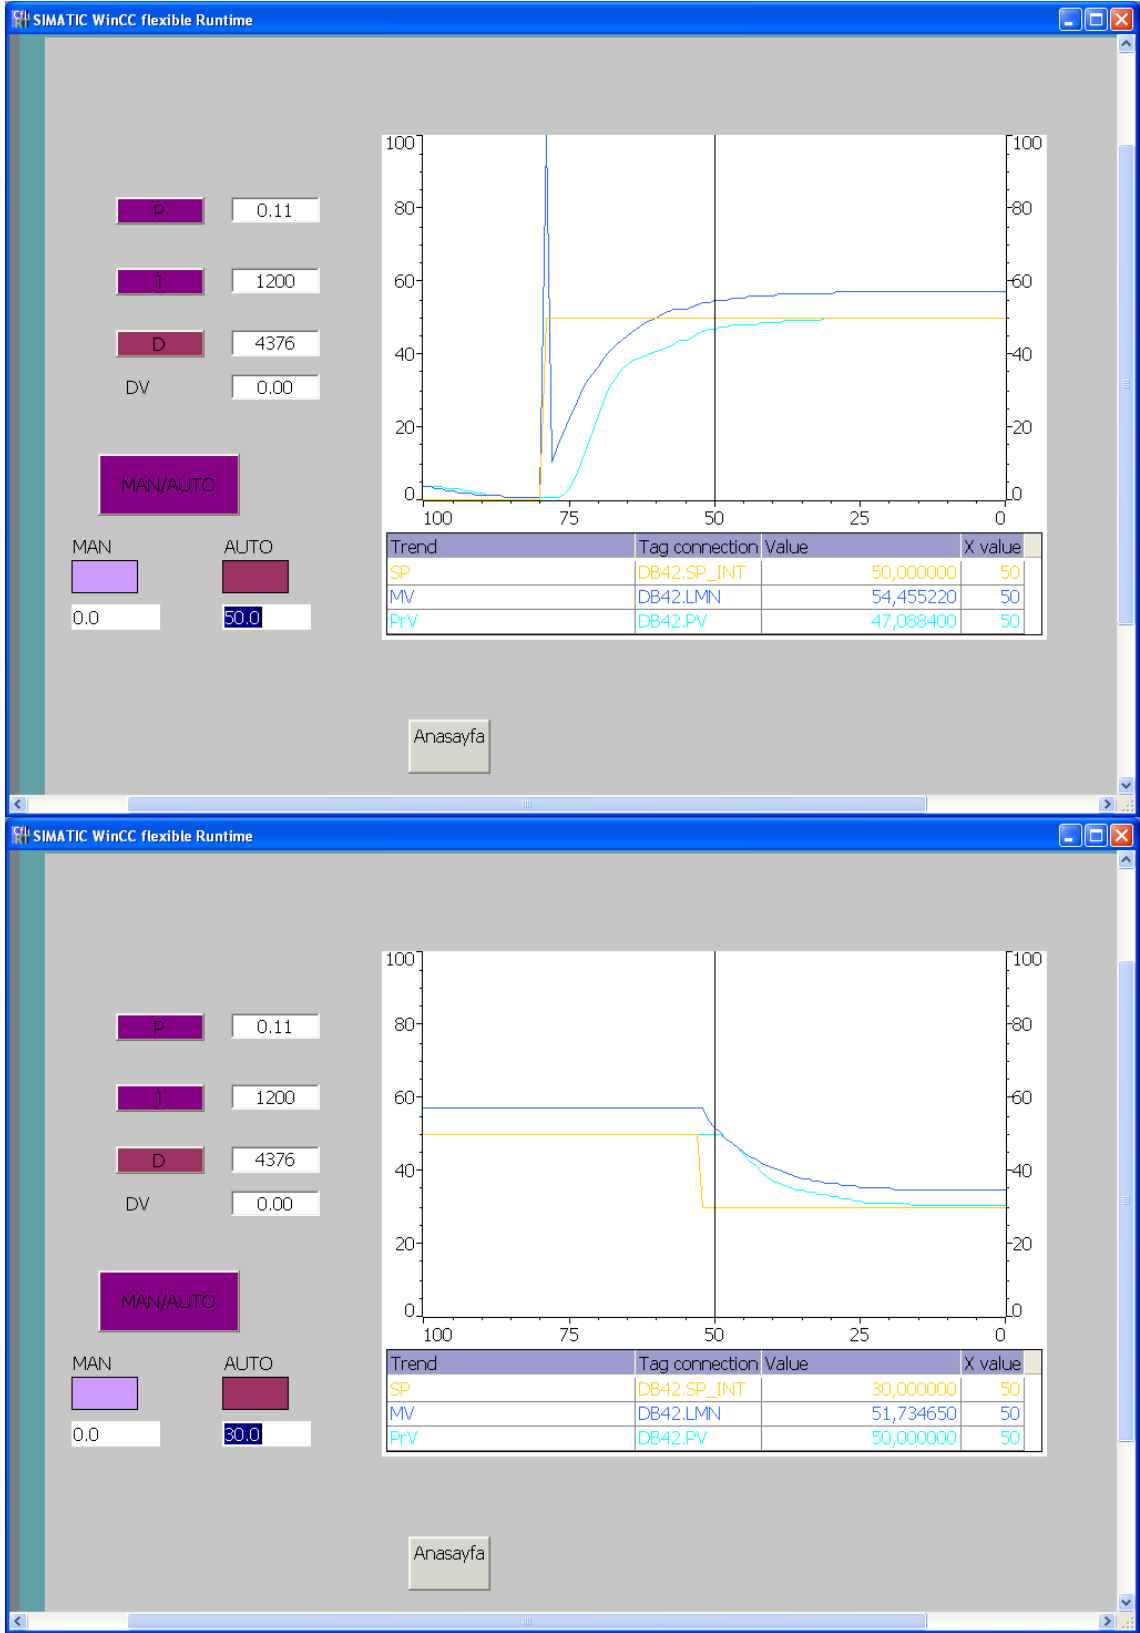 SIMATIC WinCC flexible Runtime
100 100
P 0.11 80 80
I 1200 60 60
D 4376 40 40
DV 0.00
20 20
MAN/AUTO
0 0
100 75 50 25 0
MAN AUTO
Trend Tag connection Value X value
SP DB42.SP_INT 50,000000 50
MV DB42.LMN 54,455220 50
PrV DB42.PV 47,088400 50
0.0 50.0
Anasayfa
SIMATIC WinCC flexible Runtime
100 100
P 0.11 80 80
I 1200 60 60
D 4376 40 40
DV 0.00
20 20
MAN/AUTO
0 0
100 75 50 25 0
MAN AUTO
Trend Tag connection Value X value
SP DB42.SP_INT 30,000000 50
MV DB42.LMN 51,734650 50
PrV DB42.PV 50,000000 50
0.0 30.0
Anasayfa